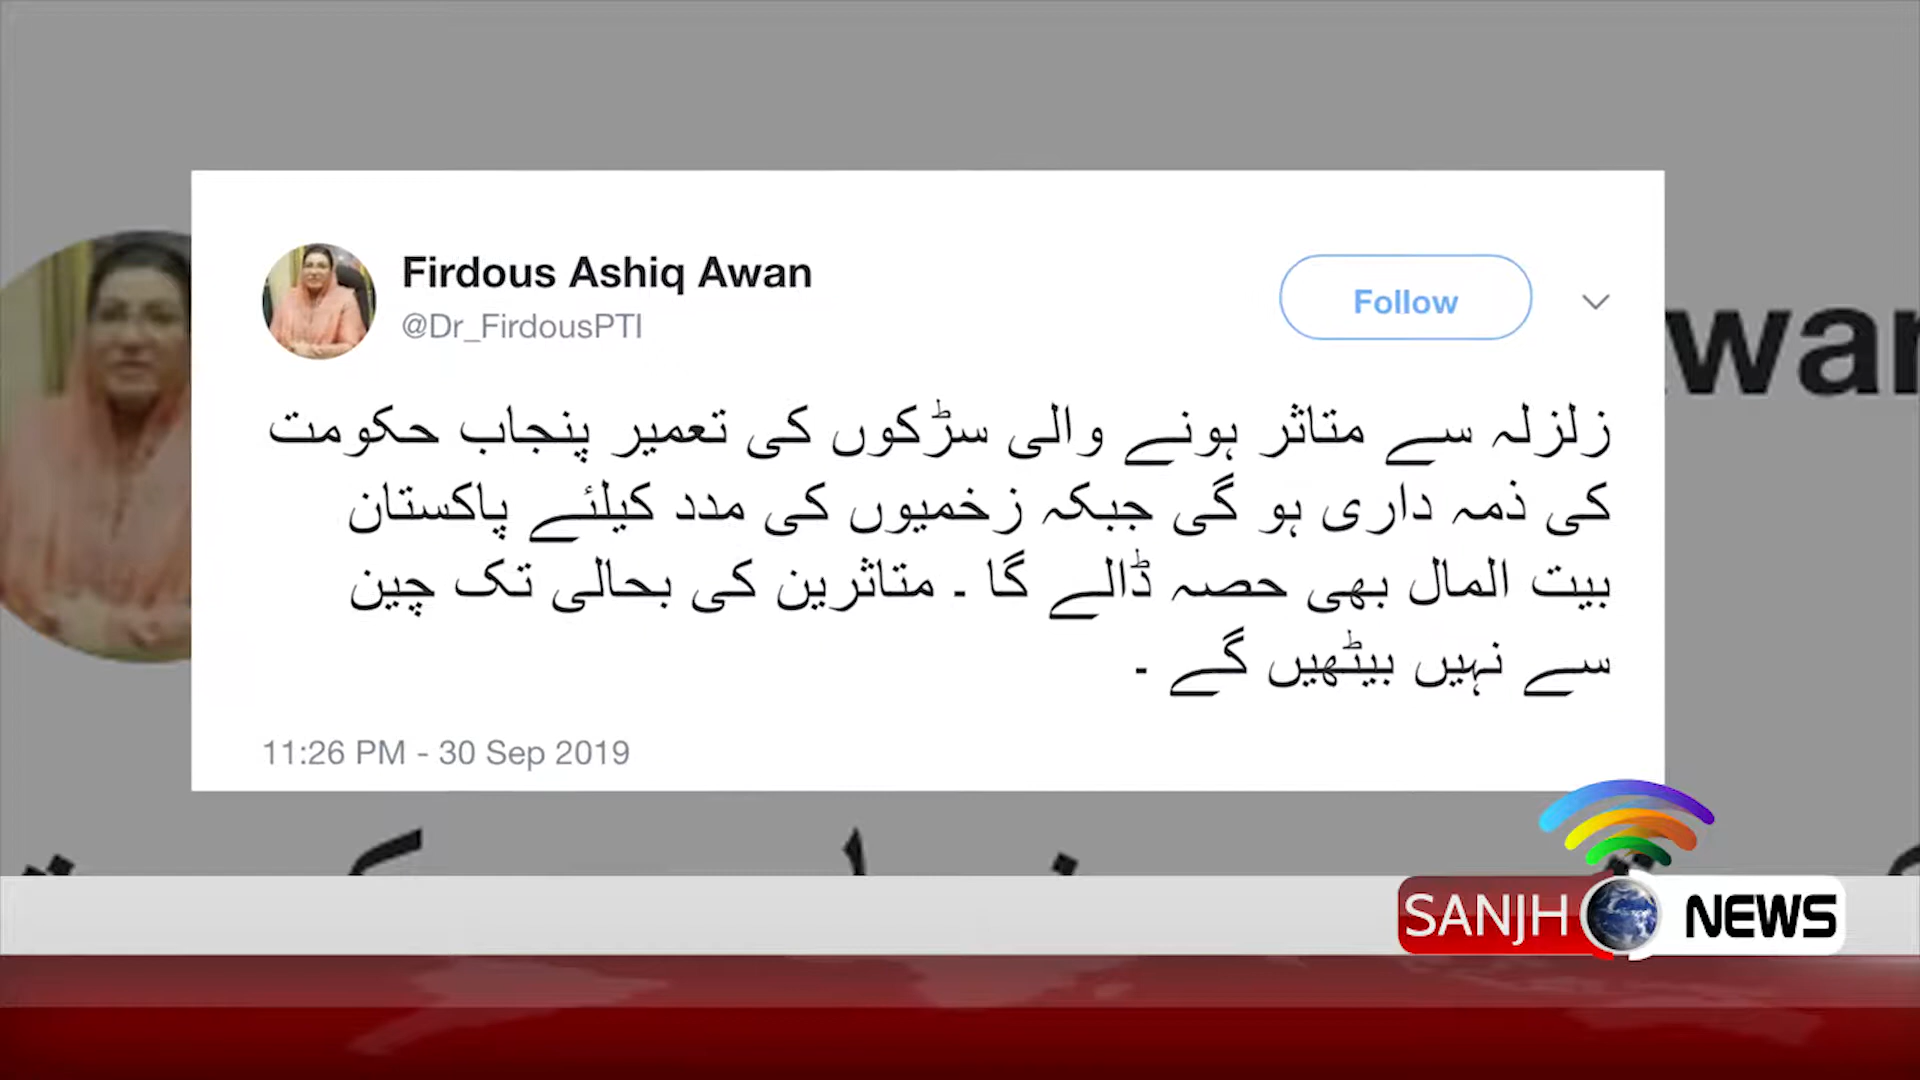 Firdous Ashiq Awan
@Dr_FirdousPTI
Follow
زلزلہ سے متاثر ہونے والی سڑکوں کی تعمیر پنجاب حکومت
کی ذمہ داری ہو گی جبکہ زخمیوں کی مدد کیلئے پاکستان
بیت المال بھی حصہ ڈالے گا ۔ متاثرین کی بحالی تک چین
سے نہیں بیٹھیں گے ۔
11:26 PM - 30 Sep 2019
SANJH NEWS